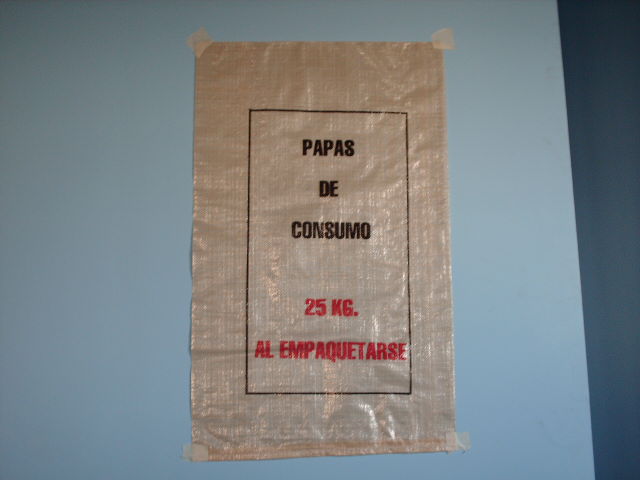 PAPAS
DE
CONSUMO
25 KG.
AL EMPAQUETARSE